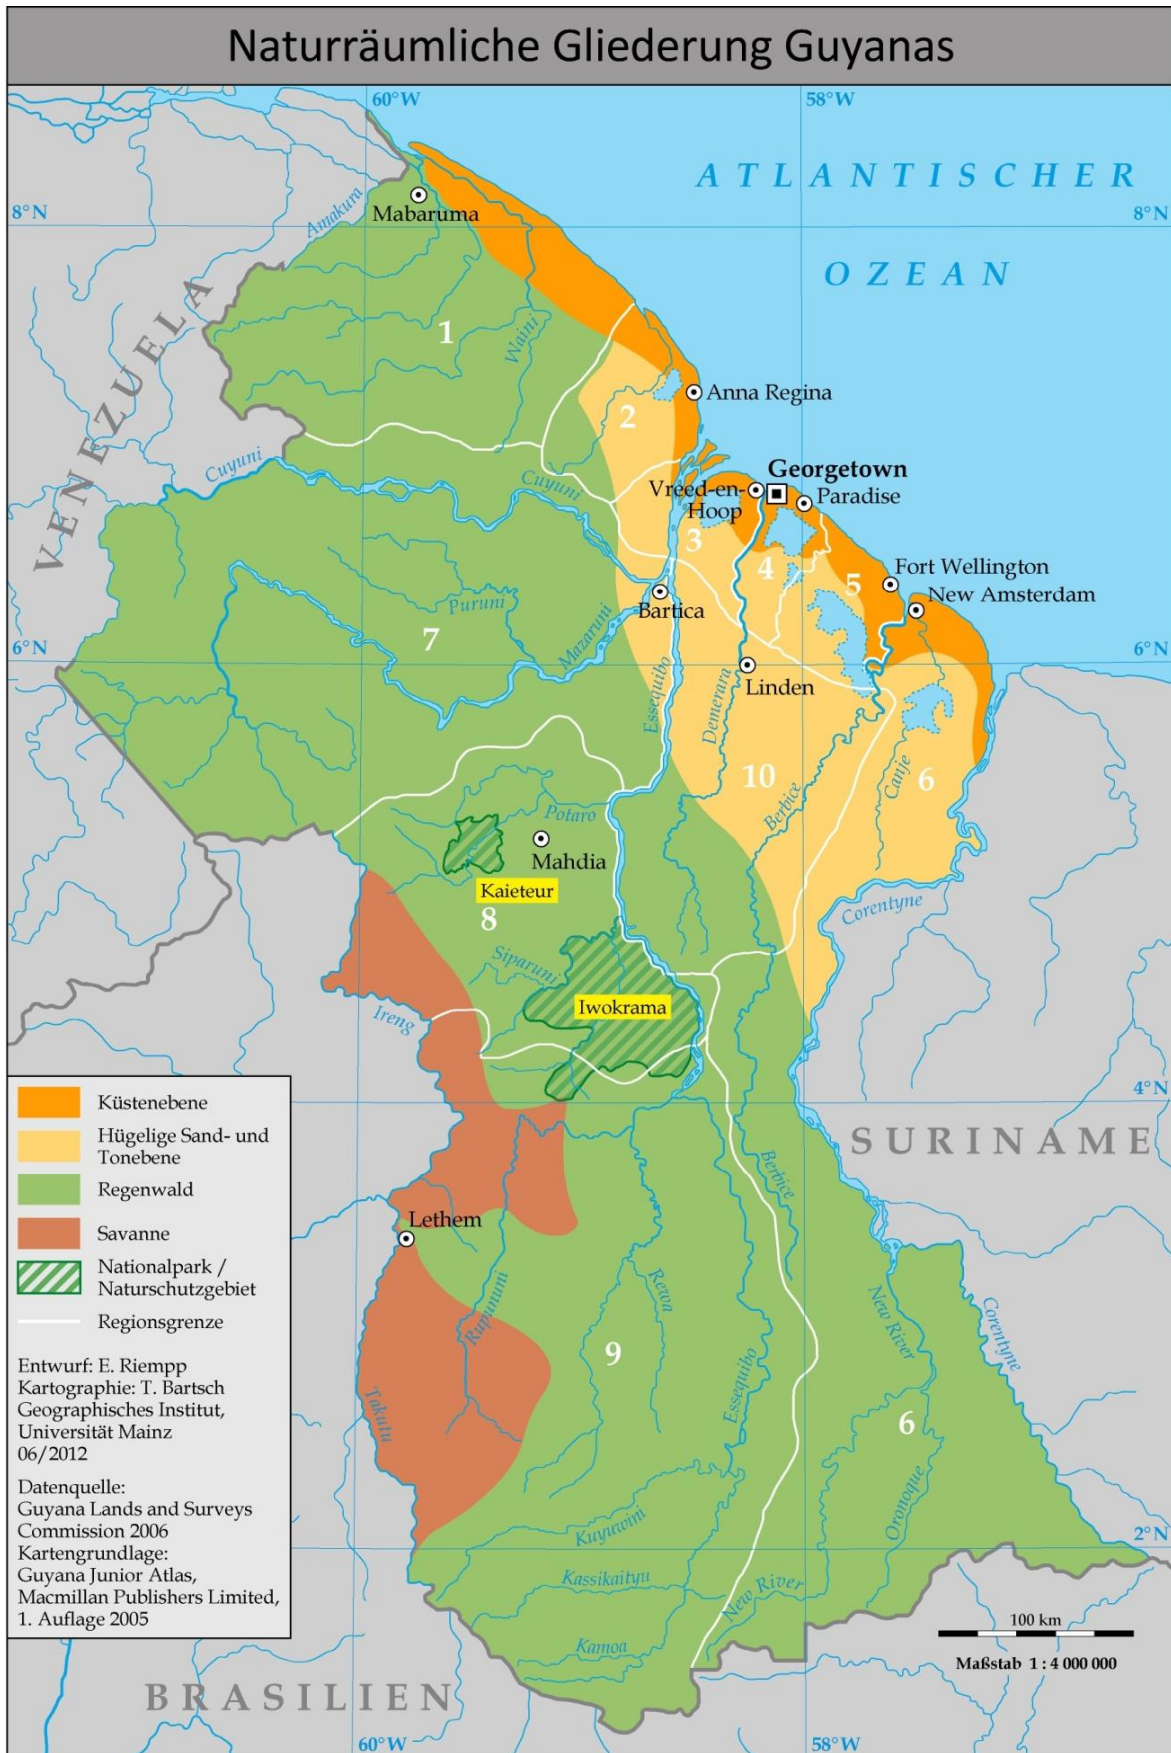 Naturräumliche Gliederung Guyanas
60°W
58°W
ATLANTISCHER
OZEAN
8°N
8°N
Amakura
Mabaruma
VENEZUELA
1
Waini
2
Anna Regina
Cuyuni
Cuyuni
Georgetown
Vreed-en-
Hoop
Paradise
3
4
5
Fort Wellington
New Amsterdam
Puruni
Bartica
7
Mazaruni
6°N
6°N
Essequibo
Demerara
Linden
10
Berbice
Canje
6
Potaro
Mahdia
Kaieteur
8
Corentyne
Siparuni
Iwokrama
Ireng
4°N
SURINAME
Berbice
Lethem
Rupununi
Rewa
New River
Corentyne
9
Essequibo
Takutu
6
Oronoque
Kuyuwini
2°N
Kassikaityu
New River
Kamoa
BRASILIEN
60°W
58°W
Küstenebene
Hügelige Sand- und
Tonebene
Regenwald
Savanne
Nationalpark /
Naturschutzgebiet
Regionsgrenze
Entwurf: E. Riempp
Kartographie: T. Bartsch
Geographisches Institut,
Universität Mainz
06/2012
Datenquelle:
Guyana Lands and Surveys
Commission 2006
Kartengrundlage:
Guyana Junior Atlas,
Macmillan Publishers Limited,
1. Auflage 2005
100 km
Maßstab 1 : 4 000 000